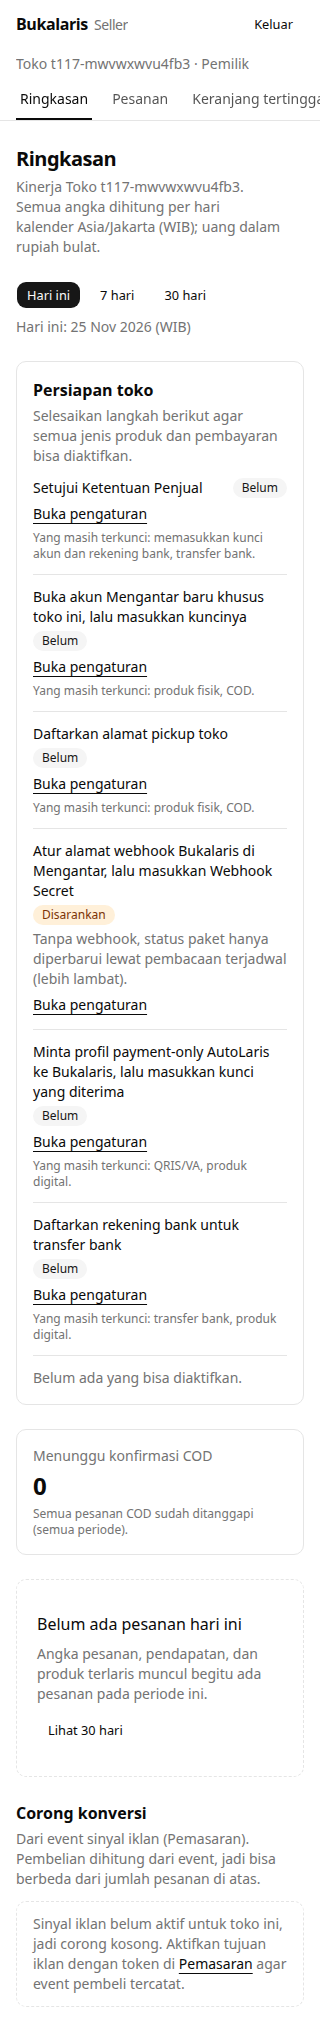 Bukalaris Seller
Keluar
Toko t117-mwvwxwvu4fb3 · Pemilik
Ringkasan
Pesanan
Keranjang tertingga
Ringkasan
Kinerja Toko t117-mwvwxwvu4fb3.
Semua angka dihitung per hari
kalender Asia/Jakarta (WIB); uang dalam
rupiah bulat.
Hari ini
7 hari
30 hari
Hari ini: 25 Nov 2026 (WIB)
Persiapan toko
Selesaikan langkah berikut agar
semua jenis produk dan pembayaran
bisa diaktifkan.
Setujui Ketentuan Penjual
Belum
Buka pengaturan
Yang masih terkunci: memasukkan kunci
akun dan rekening bank, transfer bank.
Buka akun Mengantar baru khusus
toko ini, lalu masukkan kuncinya
Belum
Buka pengaturan
Yang masih terkunci: produk fisik, COD.
Daftarkan alamat pickup toko
Belum
Buka pengaturan
Yang masih terkunci: produk fisik, COD.
Atur alamat webhook Bukalaris di
Mengantar, lalu masukkan Webhook
Secret
Disarankan
Tanpa webhook, status paket hanya
diperbarui lewat pembacaan terjadwal
(lebih lambat).
Buka pengaturan
Minta profil payment-only AutoLaris
ke Bukalaris, lalu masukkan kunci
yang diterima
Belum
Buka pengaturan
Yang masih terkunci: QRIS/VA, produk
digital.
Daftarkan rekening bank untuk
transfer bank
Belum
Buka pengaturan
Yang masih terkunci: transfer bank, produk
digital.
Belum ada yang bisa diaktifkan.
Menunggu konfirmasi COD
0
Semua pesanan COD sudah ditanggapi
(semua periode).
Belum ada pesanan hari ini
Angka pesanan, pendapatan, dan
produk terlaris muncul begitu ada
pesanan pada periode ini.
Lihat 30 hari
Corong konversi
Dari event sinyal iklan (Pemasaran).
Pembelian dihitung dari event, jadi bisa
berbeda dari jumlah pesanan di atas.
Sinyal iklan belum aktif untuk toko ini,
jadi corong kosong. Aktifkan tujuan
iklan dengan token di Pemasaran agar
event pembeli tercatat.